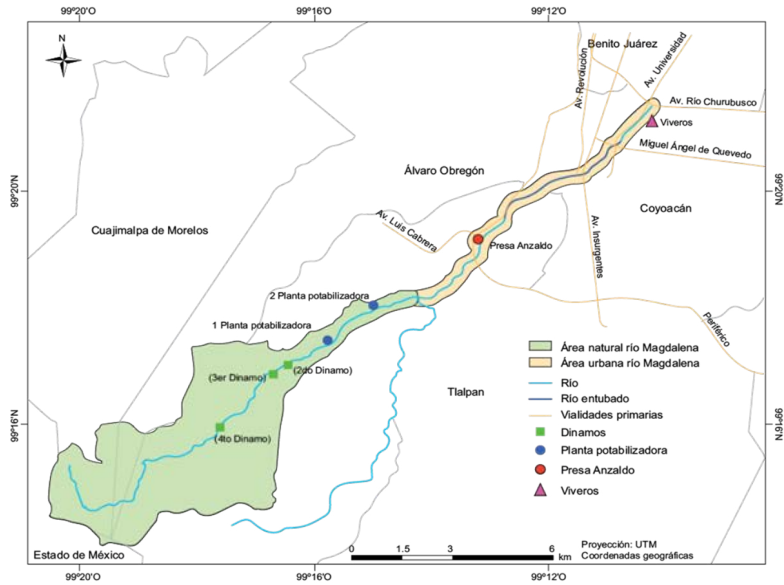 99°20'O
99°16'O
99°12'O
N
Benito Juárez
Av. Universidad
Av. Revolución
Av. Río Churubusco
Viveros
Miguel Ángel de Quevedo
Álvaro Obregón
99°20'N
99°20'N
Coyoacán
Cuajimalpa de Morelos
Av. Luis Cabrera
Av. Insurgentes
Presa Anzaldo
2 Planta potabilizadora
1 Planta potabilizadora
Periférico
(2do Dinamo)
(3er Dinamo)
Tlalpan
(4to Dinamo)
99°16'N
99°16'N
Área natural río Magdalena
Área urbana río Magdalena
Río
Río entubado
Vialidades primarias
Dinamos
Planta potabilizadora
Presa Anzaldo
Viveros
Estado de México
0 1.5 3 6
km
Proyección: UTM
Coordenadas geográficas
99°20'O
99°16'O
99°12'O